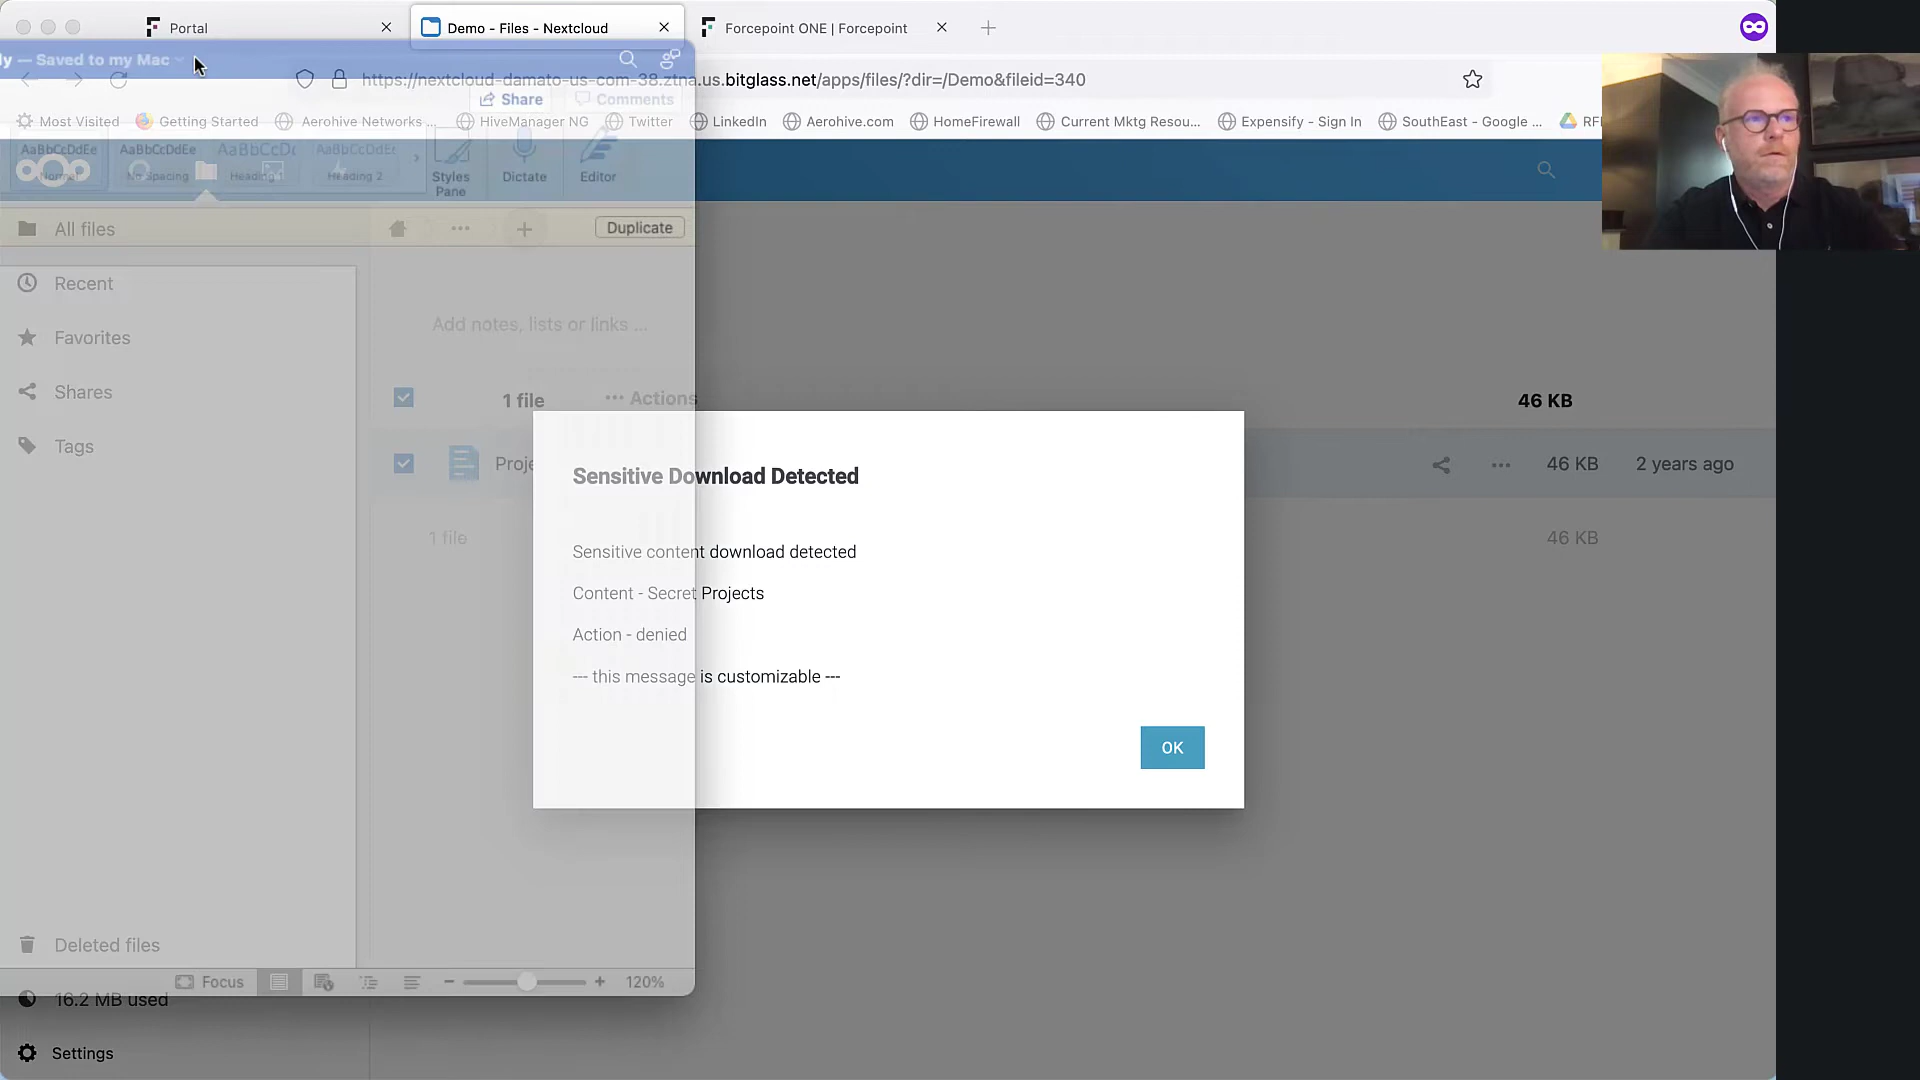 Portal
Demo - Files - Nextcloud
Forcepoint ONE | Forcepoint
— Saved to my Mac
https://nextcloud-damato-us-com-38.ztna.us.bitglass.net/apps/files/?dir=/Demo&fileid=340
Share
Comments
Most Visited
Getting Started
Aerohive Networks ...
HiveManager NG
Twitter
LinkedIn
Aerohive.com
HomeFirewall
Current Mktg Resou...
Expensify - Sign In
SouthEast - Google ...
AaBbCcDdEe
AaBbCcDdEe
AaBbCcDc
AaBbCcDdEe
Normal
No Spacing
Heading 1
Heading 2
Styles
Pane
Dictate
Editor
All files
Duplicate
Recent
Add notes, lists or links ...
Favorites
Shares
1 file
Actions
46 KB
Tags
46 KB
2 years ago
Sensitive Download Detected
1 file
46 KB
Sensitive content download detected
Content - Secret Projects
Action - denied
--- this message is customizable ---
OK
Deleted files
Focus
120%
16.2 MB used
Settings